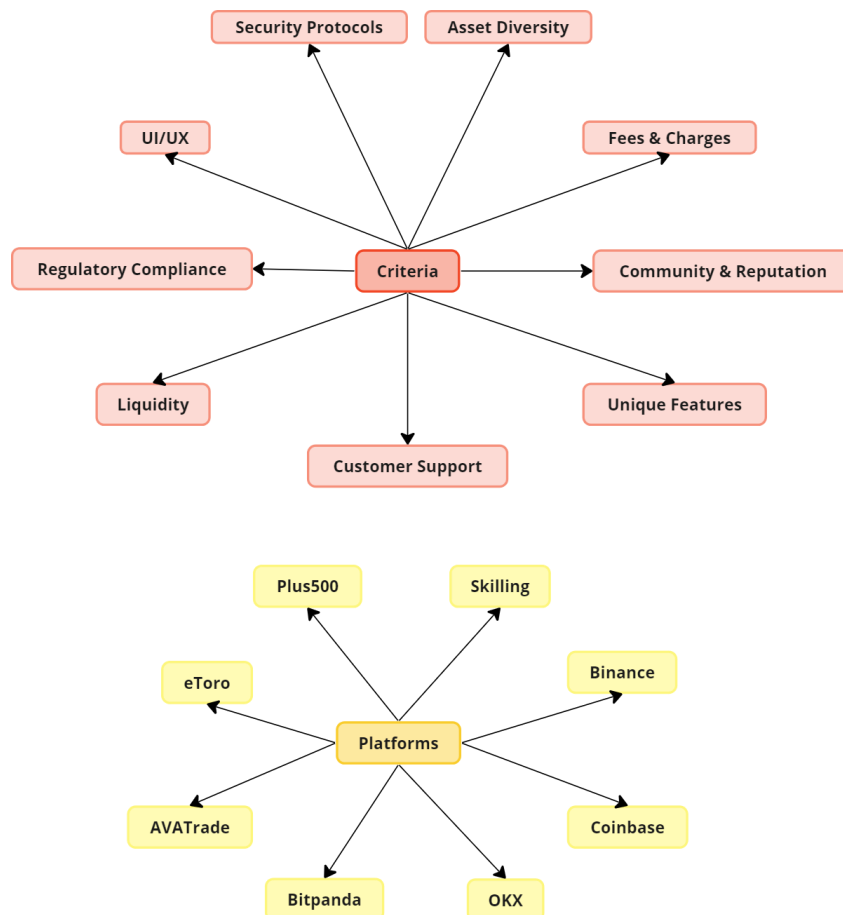 Security Protocols
Asset Diversity
UI/UX
Fees & Charges
Regulatory Compliance
Criteria
Community & Reputation
Liquidity
Unique Features
Customer Support
Plus500
Skilling
eToro
Binance
Platforms
AVATrade
Coinbase
Bitpanda
OKX